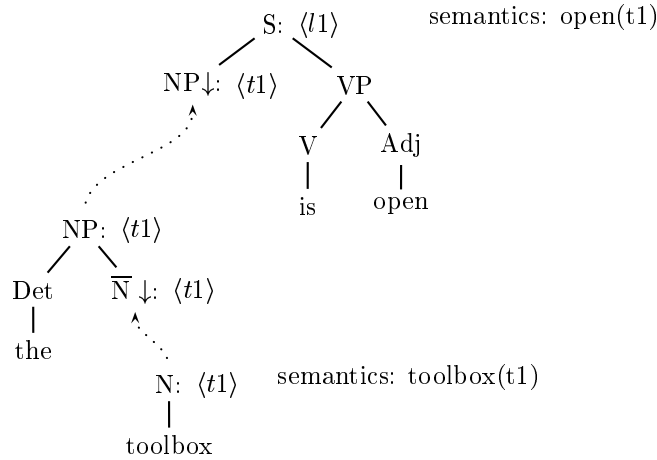 S: ⟨l1⟩ semantics: open(t1)
NP↓: ⟨t1⟩ VP
V Adj
is open
NP: ⟨t1⟩
Det N̅ ↓: ⟨t1⟩
the
N: ⟨t1⟩ semantics: toolbox(t1)
toolbox